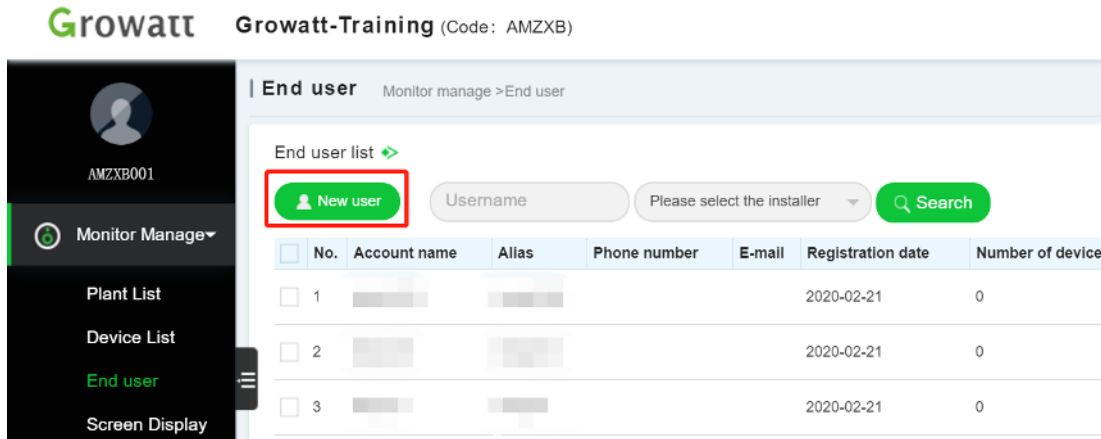 Growatt Growatt-Training (Code: AMZXB)
AMZXB001
Monitor Manage
Plant List
Device List
End user
Screen Display
End user Monitor manage >End user
End user list
New user Username Please select the installer Search
No. Account name Alias Phone number E-mail Registration date Number of device
1 2020-02-21 0
2 2020-02-21 0
3 2020-02-21 0